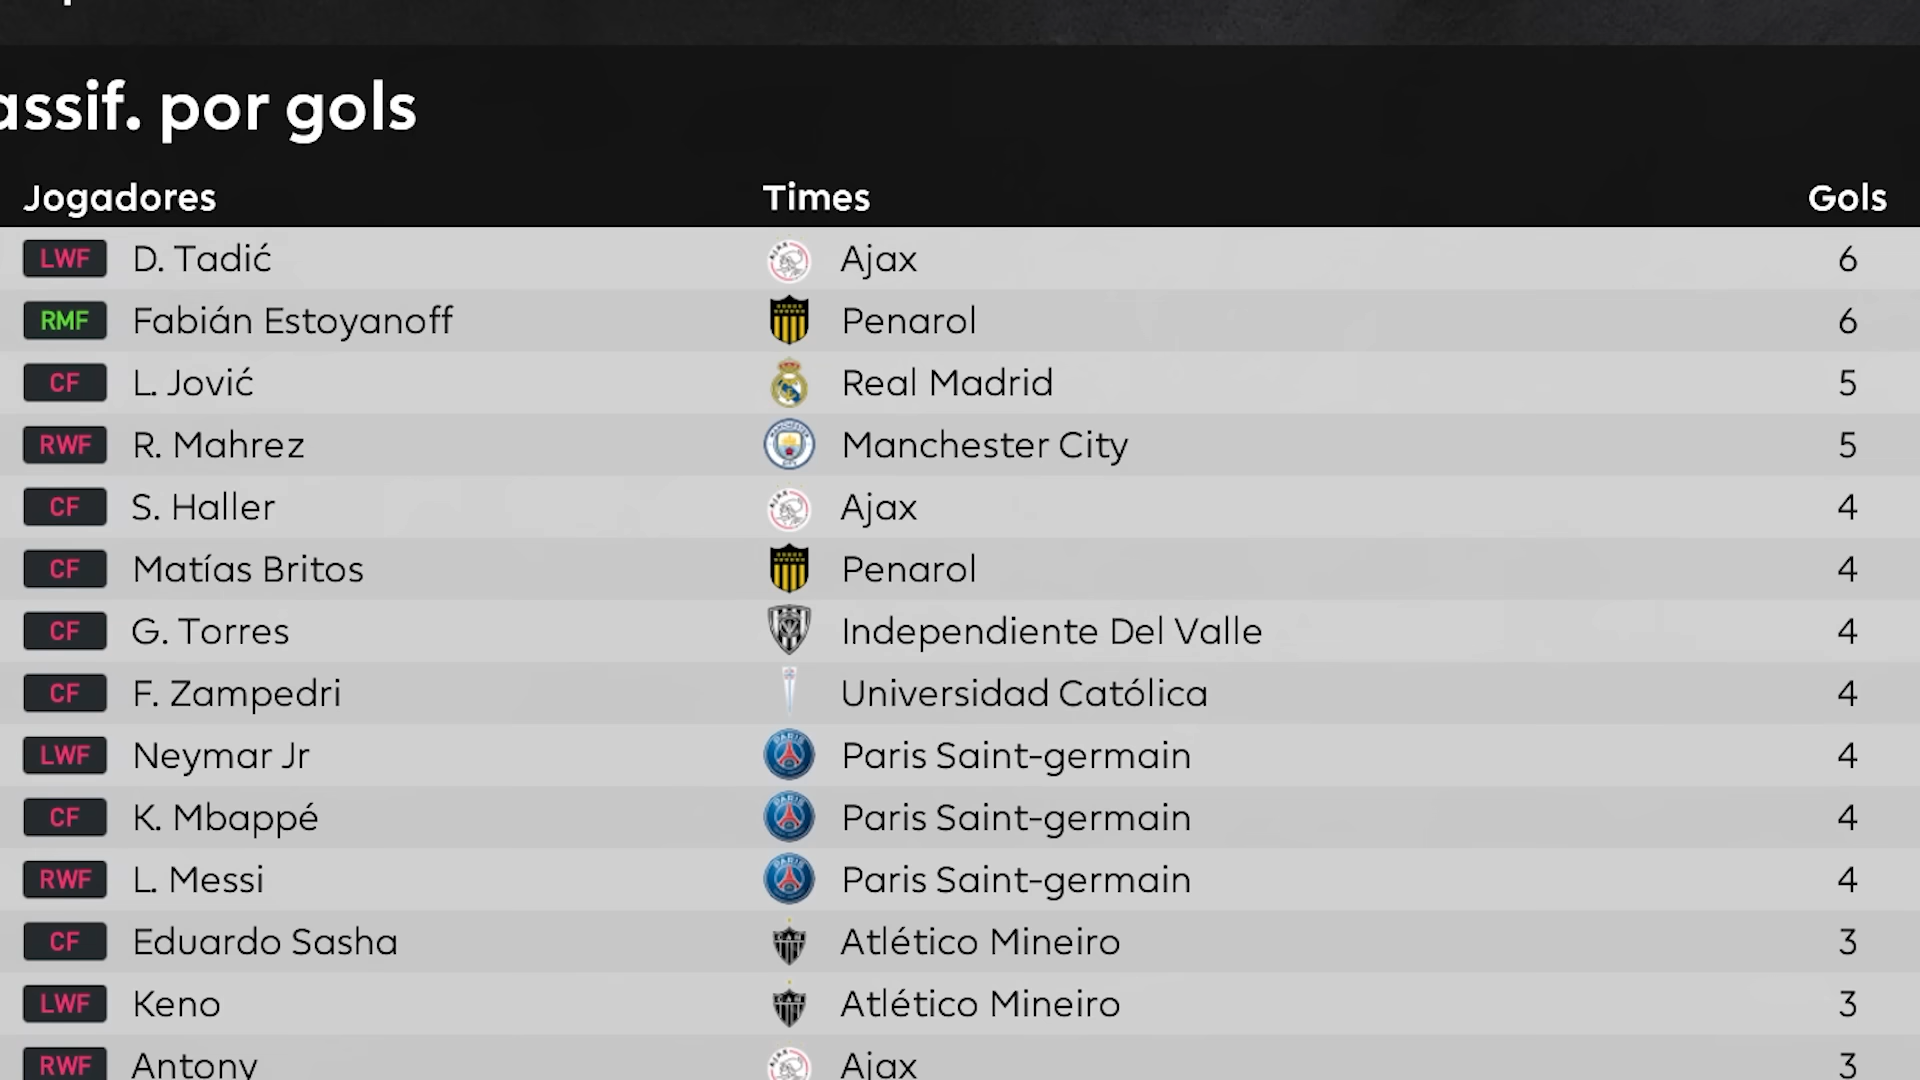 assif. por gols
Jogadores Times Gols
LWF D. Tadić Ajax 6
RMF Fabián Estoyanoff Penarol 6
CF L. Jović Real Madrid 5
RWF R. Mahrez Manchester City 5
CF S. Haller Ajax 4
CF Matías Britos Penarol 4
CF G. Torres Independiente Del Valle 4
CF F. Zampedri Universidad Católica 4
LWF Neymar Jr Paris Saint-germain 4
CF K. Mbappé Paris Saint-germain 4
RWF L. Messi Paris Saint-germain 4
CF Eduardo Sasha Atlético Mineiro 3
LWF Keno Atlético Mineiro 3
RWF Antony Ajax 3